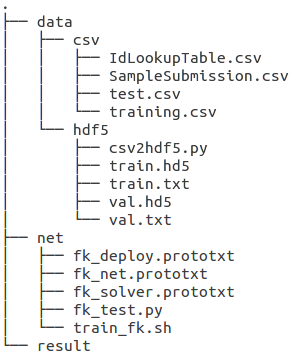 .
├── data
│   ├── csv
│   │   ├── IdLookupTable.csv
│   │   ├── SampleSubmission.csv
│   │   ├── test.csv
│   │   └── training.csv
│   └── hdf5
│       ├── csv2hdf5.py
│       ├── train.hd5
│       ├── train.txt
│       ├── val.hd5
│       └── val.txt
├── net
│   ├── fk_deploy.prototxt
│   ├── fk_net.prototxt
│   ├── fk_solver.prototxt
│   ├── fk_test.py
│   └── train_fk.sh
└── result